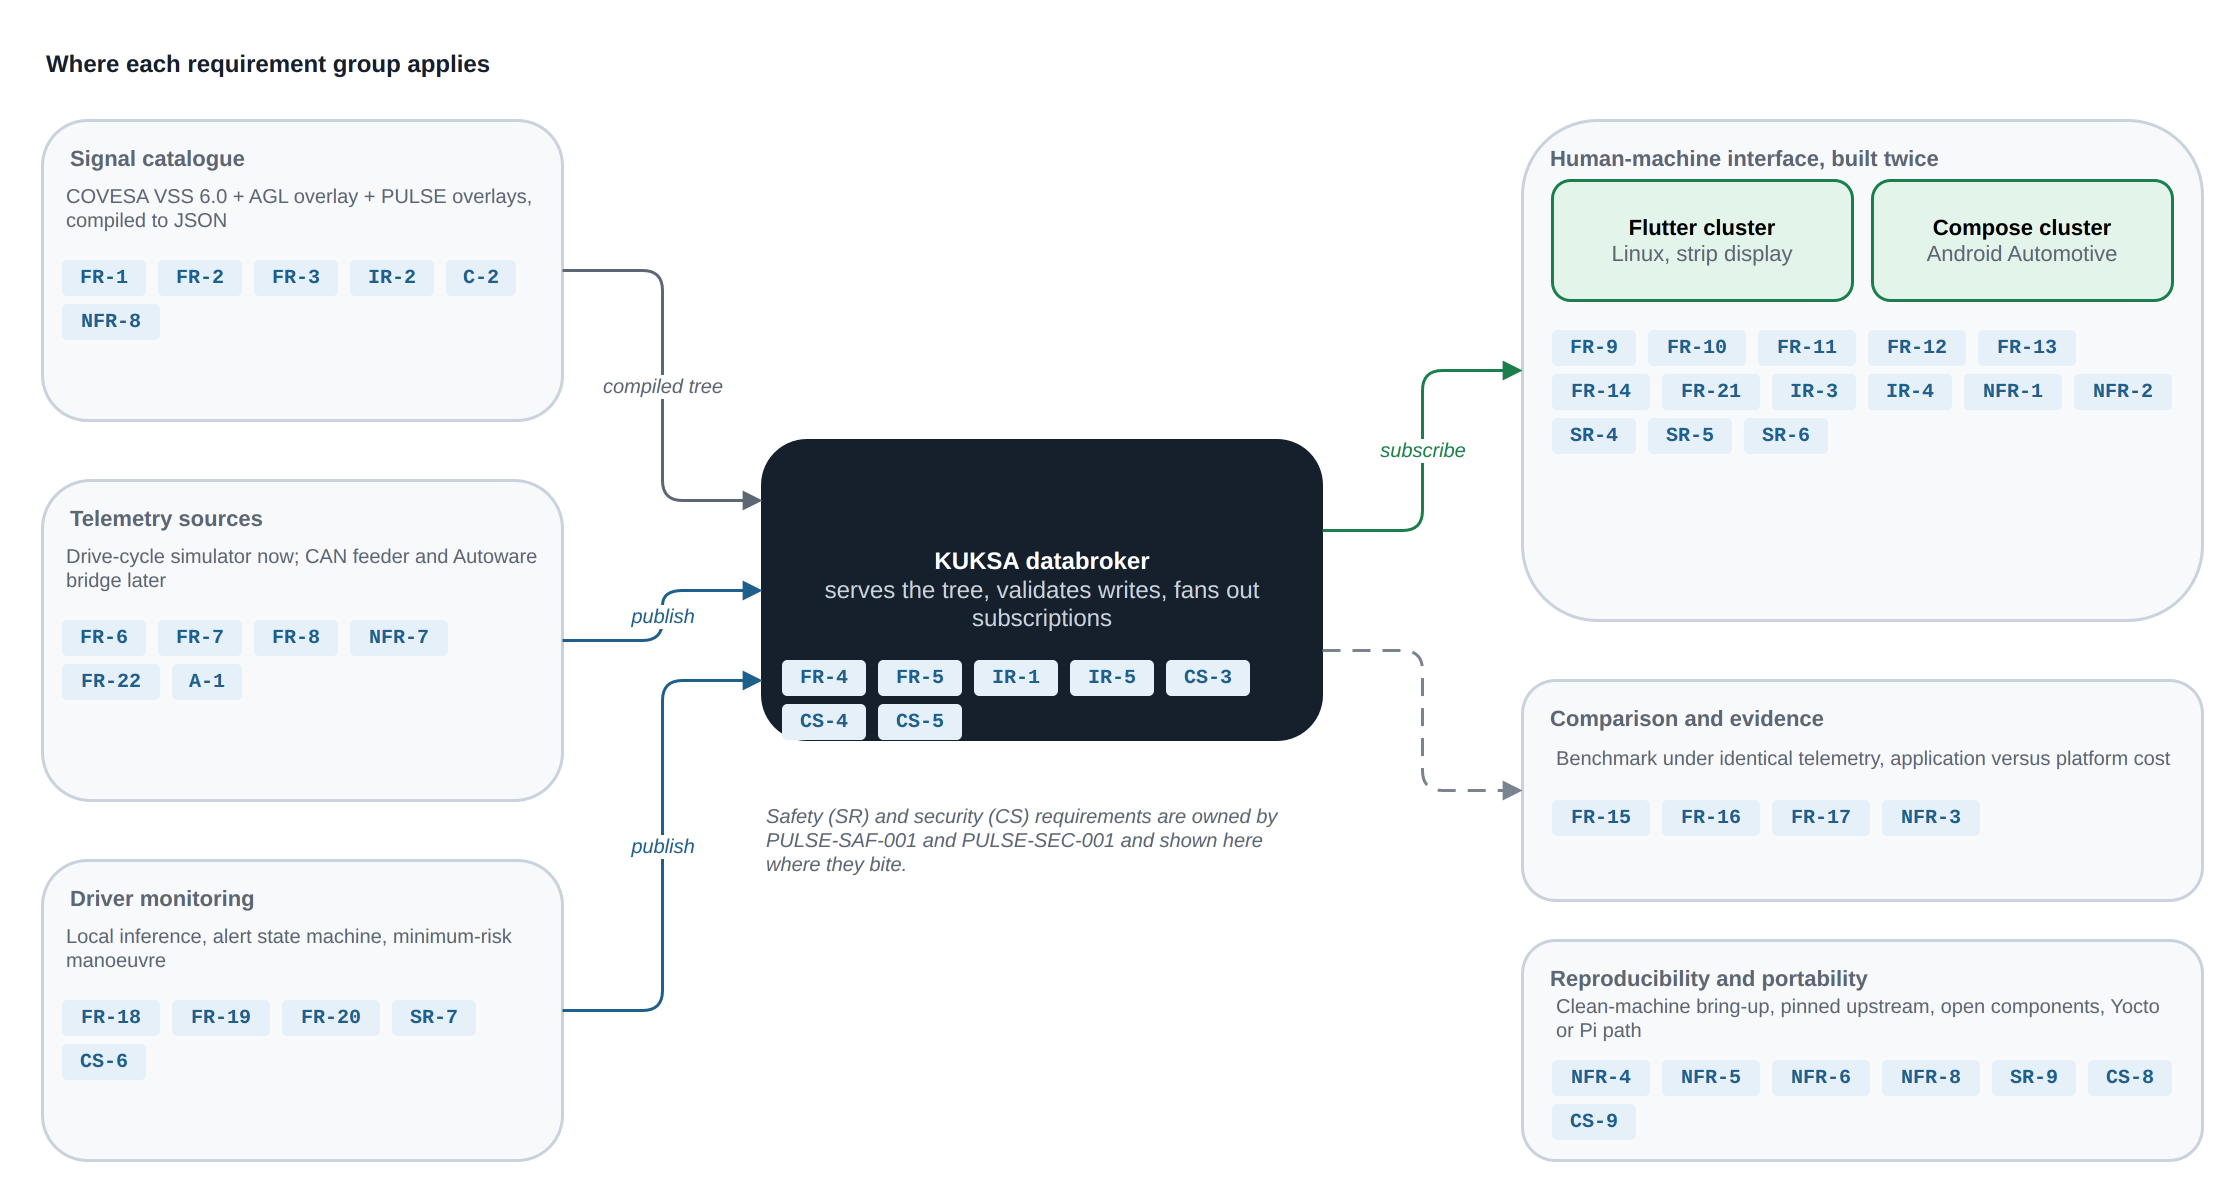 Where each requirement group applies
Signal catalogue
COVESA VSS 6.0 + AGL overlay + PULSE overlays,
compiled to JSON
FR-1 FR-2 FR-3 IR-2 C-2
NFR-8
compiled tree
Telemetry sources
Drive-cycle simulator now; CAN feeder and Autoware
bridge later
FR-6 FR-7 FR-8 NFR-7
FR-22 A-1
publish
Driver monitoring
Local inference, alert state machine, minimum-risk
manoeuvre
FR-18 FR-19 FR-20 SR-7
CS-6
publish
KUKSA databroker
serves the tree, validates writes, fans out
subscriptions
FR-4 FR-5 IR-1 IR-5 CS-3
CS-4 CS-5
Safety (SR) and security (CS) requirements are owned by
PULSE-SAF-001 and PULSE-SEC-001 and shown here
where they bite.
subscribe
Human-machine interface, built twice
Flutter cluster
Linux, strip display
Compose cluster
Android Automotive
FR-9 FR-10 FR-11 FR-12 FR-13
FR-14 FR-21 IR-3 IR-4 NFR-1 NFR-2
SR-4 SR-5 SR-6
Comparison and evidence
Benchmark under identical telemetry, application versus platform cost
FR-15 FR-16 FR-17 NFR-3
Reproducibility and portability
Clean-machine bring-up, pinned upstream, open components, Yocto
or Pi path
NFR-4 NFR-5 NFR-6 NFR-8 SR-9 CS-8
CS-9